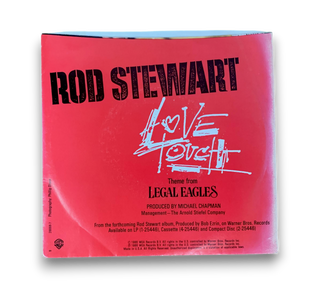 ROD STEWART
LOVE
TOUCH
Theme from
LEGAL EAGLES
PRODUCED BY MICHAEL CHAPMAN
Management - The Arnold Stiefel Company
From the forthcoming Rod Stewart album, Produced by Bob Ezrin, on Warner Bros. Records
Available on LP (1-25446), Cassette (4-25446) and Compact Disc (2-25446)